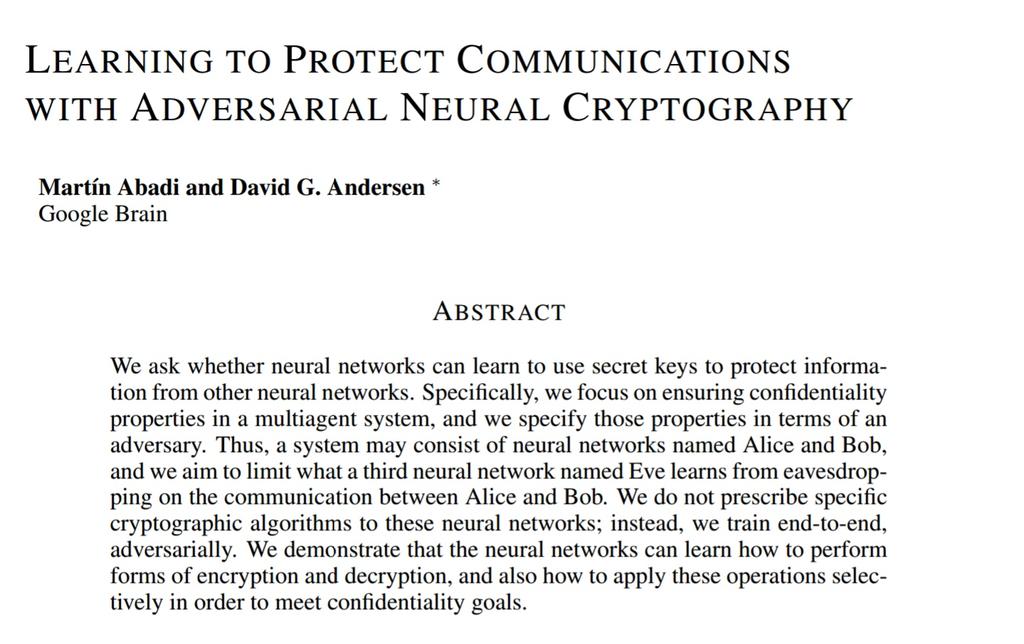 LEARNING TO PROTECT COMMUNICATIONS
WITH ADVERSARIAL NEURAL CRYPTOGRAPHY
Martín Abadi and David G. Andersen *
Google Brain
ABSTRACT
We ask whether neural networks can learn to use secret keys to protect informa-
tion from other neural networks. Specifically, we focus on ensuring confidentiality
properties in a multiagent system, and we specify those properties in terms of an
adversary. Thus, a system may consist of neural networks named Alice and Bob,
and we aim to limit what a third neural network named Eve learns from eavesdrop-
ping on the communication between Alice and Bob. We do not prescribe specific
cryptographic algorithms to these neural networks; instead, we train end-to-end,
adversarially. We demonstrate that the neural networks can learn how to perform
forms of encryption and decryption, and also how to apply these operations selec-
tively in order to meet confidentiality goals.